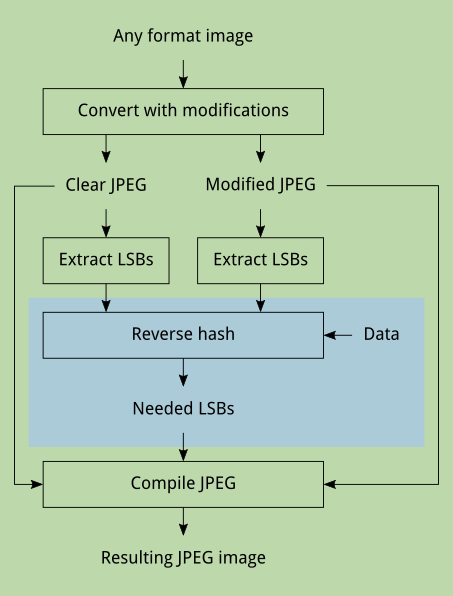 Any format image
Convert with modifications
Clear JPEG
Modified JPEG
Extract LSBs
Extract LSBs
Reverse hash
Data
Needed LSBs
Compile JPEG
Resulting JPEG image